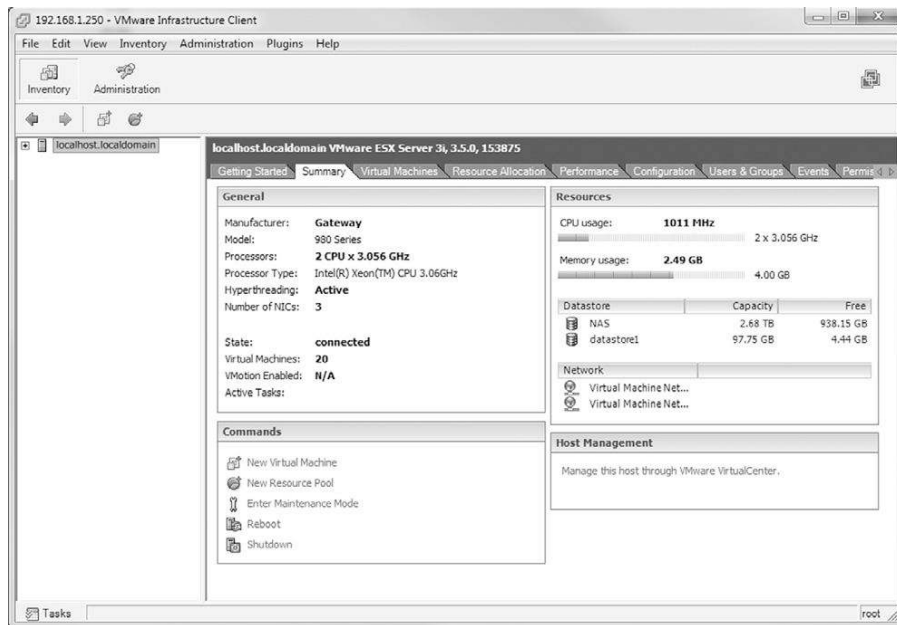 192.168.1.250 - VMware Infrastructure Client
File Edit View Inventory Administration Plugins Help
Inventory Administration
localhost.localdomain
localhost.localdomain VMware ESX Server 3i, 3.5.0, 153875
Getting Started Summary Virtual Machines Resource Allocation Performance Configuration Users & Groups Events Permis
General
Manufacturer: Gateway
Model: 980 Series
Processors: 2 CPU x 3.056 GHz
Processor Type: Intel(R) Xeon(TM) CPU 3.06GHz
Hyperthreading: Active
Number of NICs: 3
State: connected
Virtual Machines: 20
VMotion Enabled: N/A
Active Tasks:
Commands
New Virtual Machine
New Resource Pool
Enter Maintenance Mode
Reboot
Shutdown
Resources
CPU usage: 1011 MHz
2 x 3.056 GHz
Memory usage: 2.49 GB
4.00 GB
Datastore Capacity Free
NAS 2.68 TB 938.15 GB
datastore1 97.75 GB 4.44 GB
Network
Virtual Machine Net...
Virtual Machine Net...
Host Management
Manage this host through VMware VirtualCenter.
Tasks root